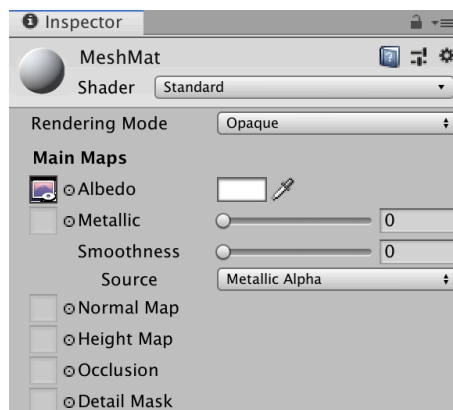 Inspector
MeshMat
Shader Standard
Rendering Mode Opaque
Main Maps
Albedo
Metallic 0
Smoothness 0
Source Metallic Alpha
Normal Map
Height Map
Occlusion
Detail Mask